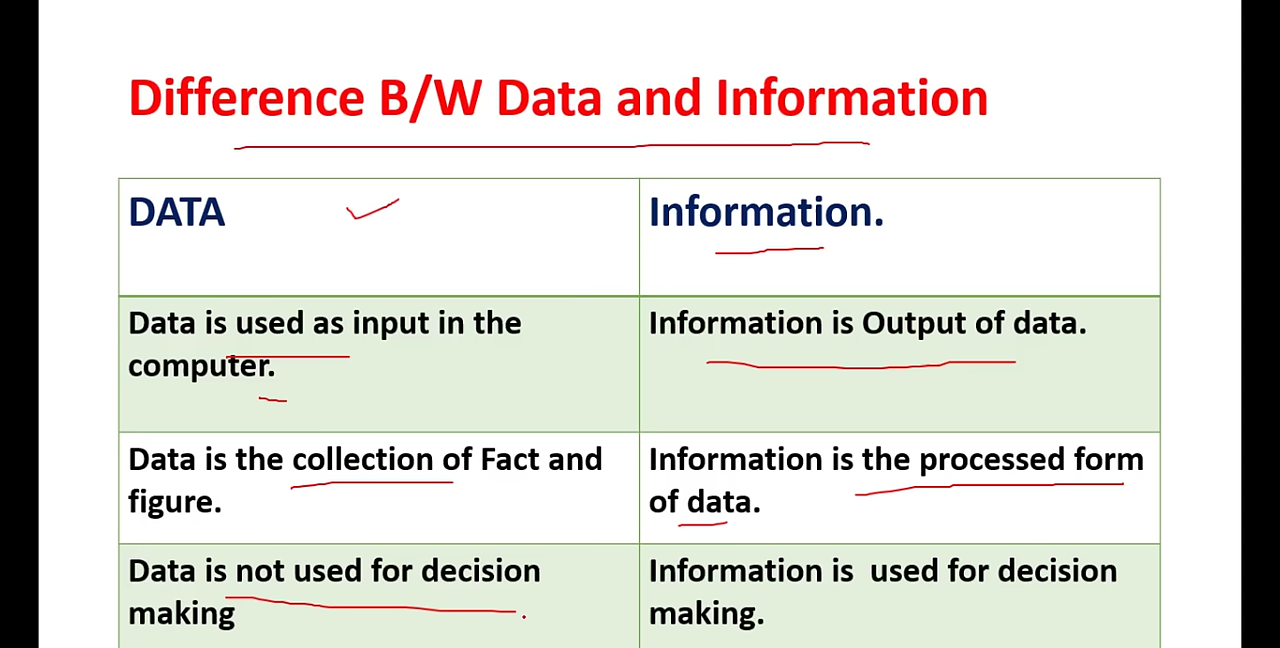 Difference B/W Data and Information
DATA
Information.
Data is used as input in the
computer.
Information is Output of data.
Data is the collection of Fact and
figure.
Information is the processed form
of data.
Data is not used for decision
making
Information is  used for decision
making.